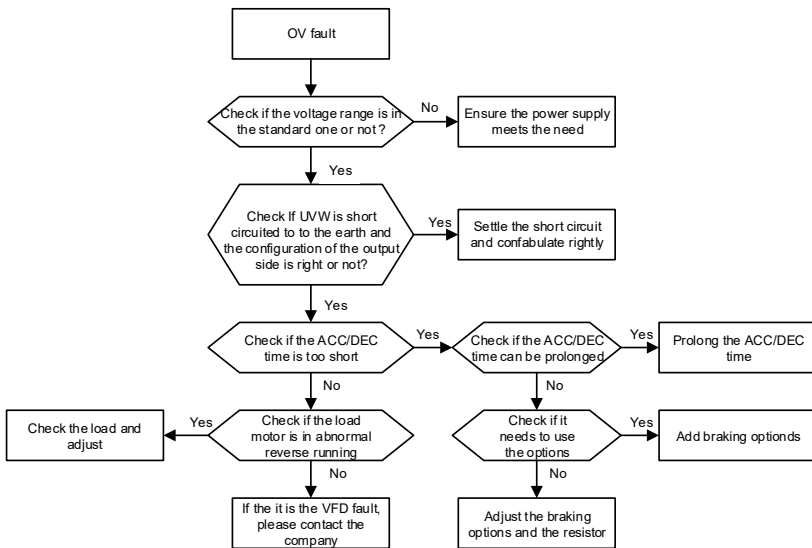 OV fault
Check if the voltage range is in
the standard one or not ?
No
Ensure the power supply
meets the need
Yes
Check If UVW is short
circuited to to the earth and
the configuration of the output
side is right or not?
Yes
Settle the short circuit
and confabulate rightly
Yes
Check if the ACC/DEC
time is too short
Yes
Check if the ACC/DEC
time can be prolonged
Yes
Prolong the ACC/DEC
time
No
No
Check the load and
adjust
Yes
Check if the load
motor is in abnormal
reverse running
Check if it
needs to use
the options
Yes
Add braking optionds
No
No
If the it is the VFD fault,
please contact the
company
Adjust the braking
options and the resistor